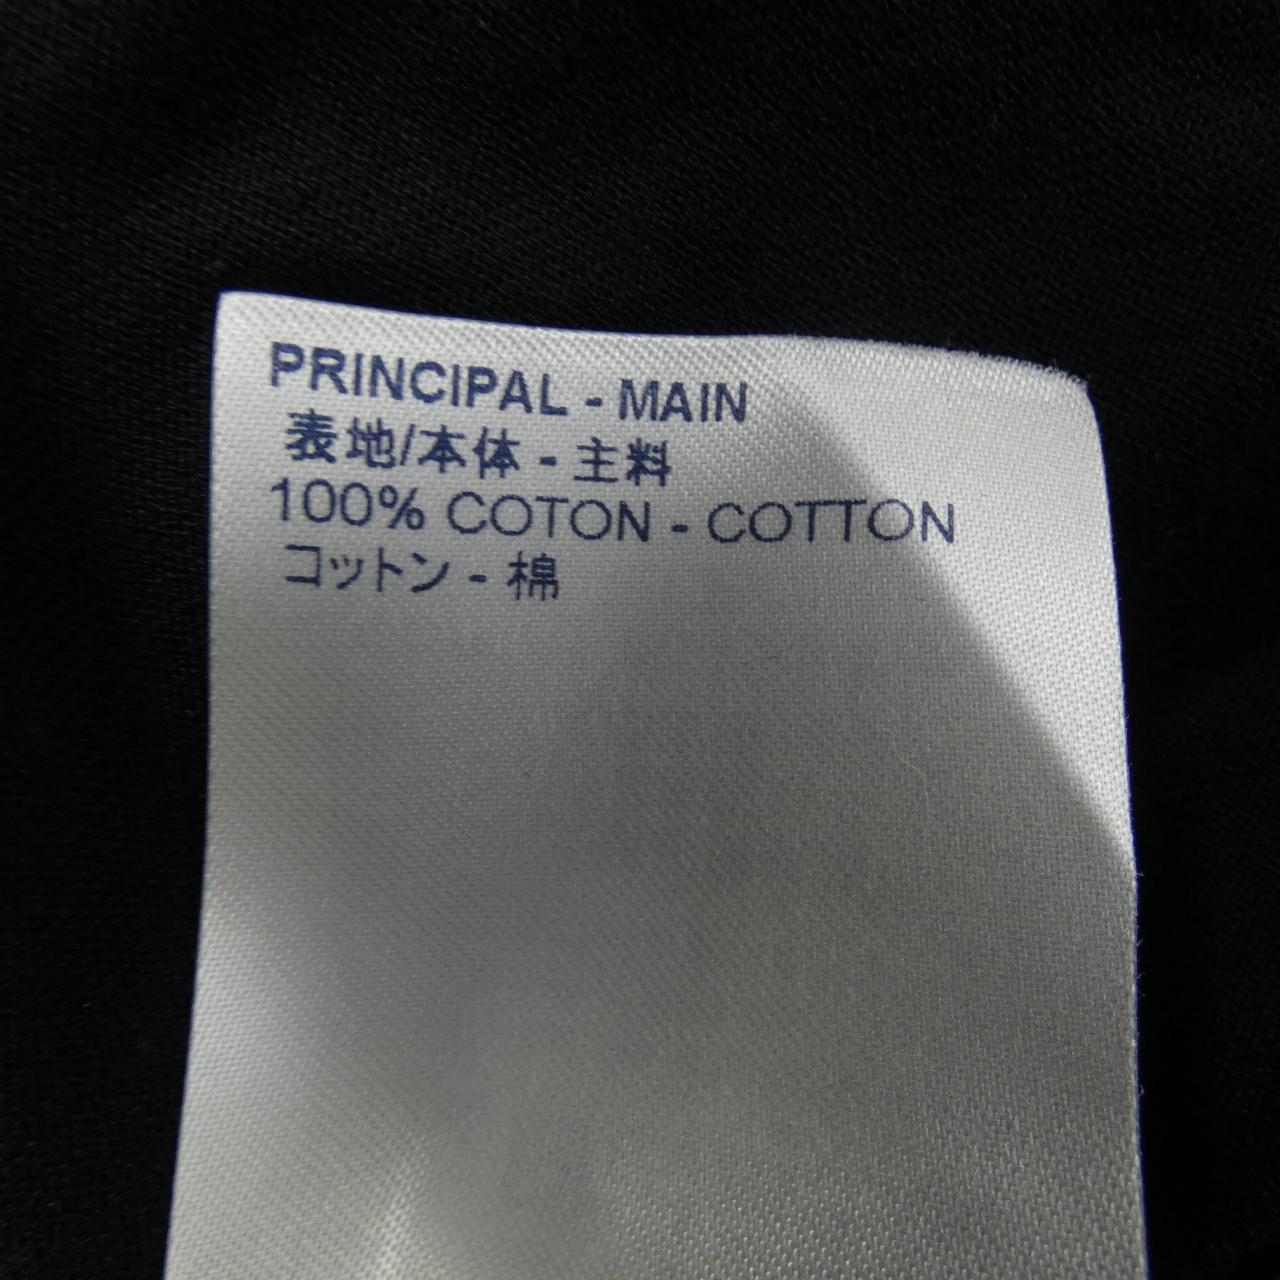 PRINCIPAL - MAIN
表地/本体 - 主料
100% COTON - COTTON
コットン - 棉